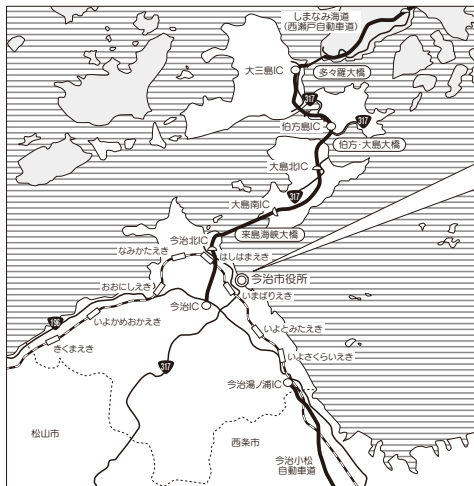 しまなみ海道
(西瀬戸自動車道)
大三島IC
多々羅大橋
317
伯方島IC
317
伯方・大島大橋
大島北IC
317
大島南IC
来島海峡大橋
今治北IC
なみかたえき
はしはまえき
おおにしえき
今治市役所
いまばりえき
今治IC
196
いよかめおかえき
いよとみたえき
きくまえき
いよさくらいえき
317
今治湯ノ浦IC
松山市
西条市
今治小松
自動車道